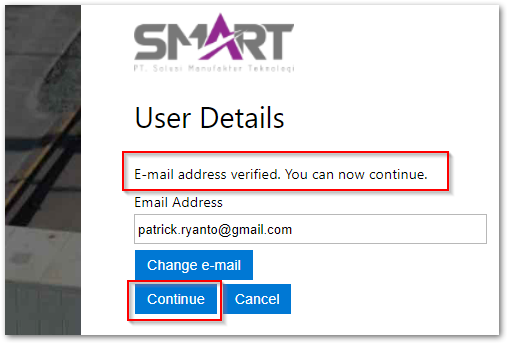 SMART
PT. Solusi Manufaktur Teknologi
User Details
E-mail address verified. You can now continue.
Email Address
patrick.ryanto@gmail.com
Change e-mail
Continue Cancel